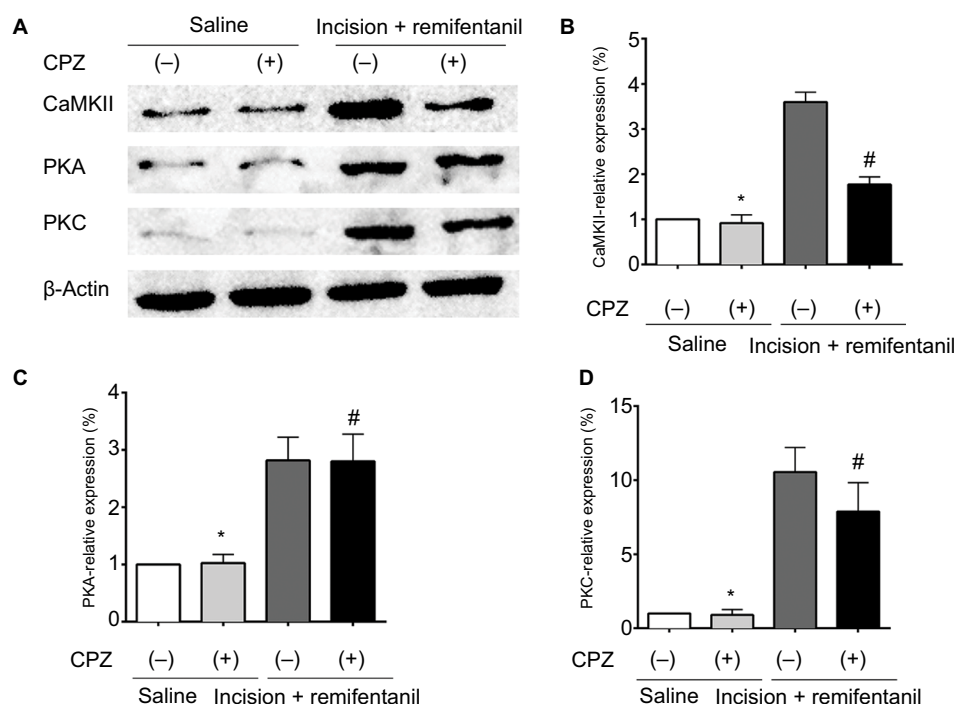 A
Saline
Incision + remifentanil
CPZ (–) (+) (–) (+)
CaMKII
PKA
PKC
β-Actin
B
CaMKII-relative expression (%)
5
4
3
2
1
0
*
#
CPZ (–) (+) (–) (+)
Saline Incision + remifentanil
C
PKA-relative expression (%)
4
3
2
1
0
*
#
CPZ (–) (+) (–) (+)
Saline Incision + remifentanil
D
PKC-relative expression (%)
15
10
5
0
*
#
CPZ (–) (+) (–) (+)
Saline Incision + remifentanil